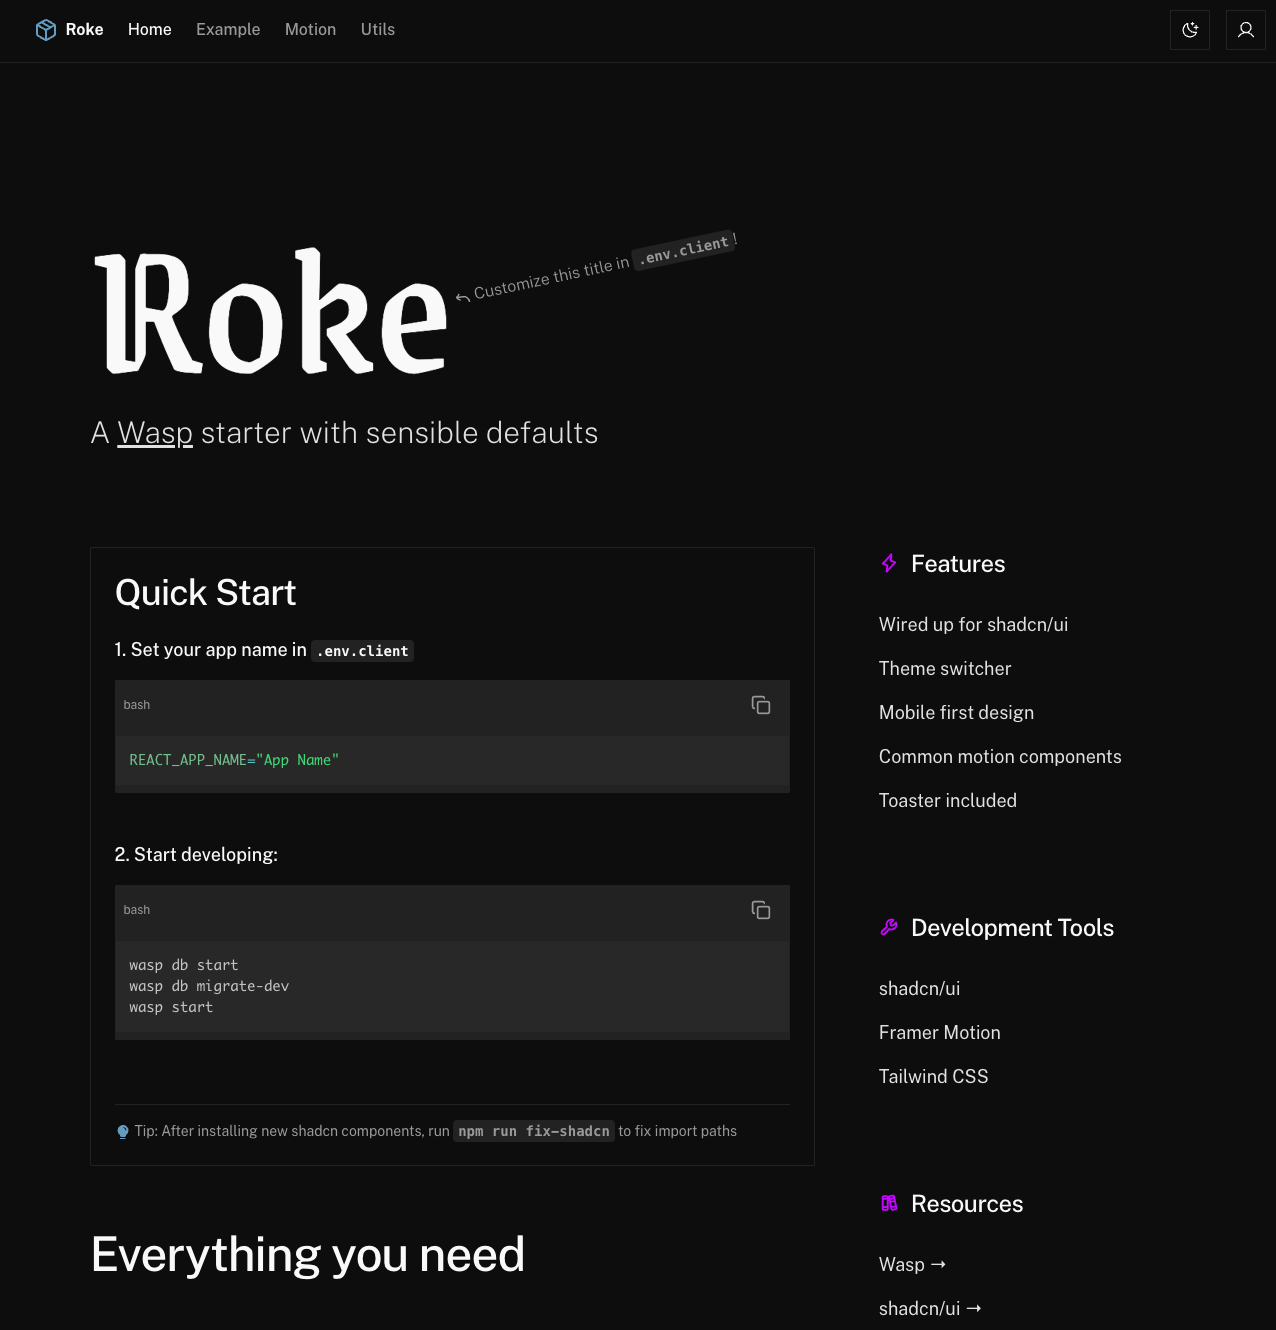 Roke Home Example Motion Utils
Roke
Customize this title in .env.client!
A Wasp starter with sensible defaults
Quick Start
1. Set your app name in .env.client
bash
REACT_APP_NAME="App Name"
2. Start developing:
bash
wasp db start
wasp db migrate-dev
wasp start
Tip: After installing new shadcn components, run npm run fix-shadcn to fix import paths
Everything you need
Features
Wired up for shadcn/ui
Theme switcher
Mobile first design
Common motion components
Toaster included
Development Tools
shadcn/ui
Framer Motion
Tailwind CSS
Resources
Wasp →
shadcn/ui →